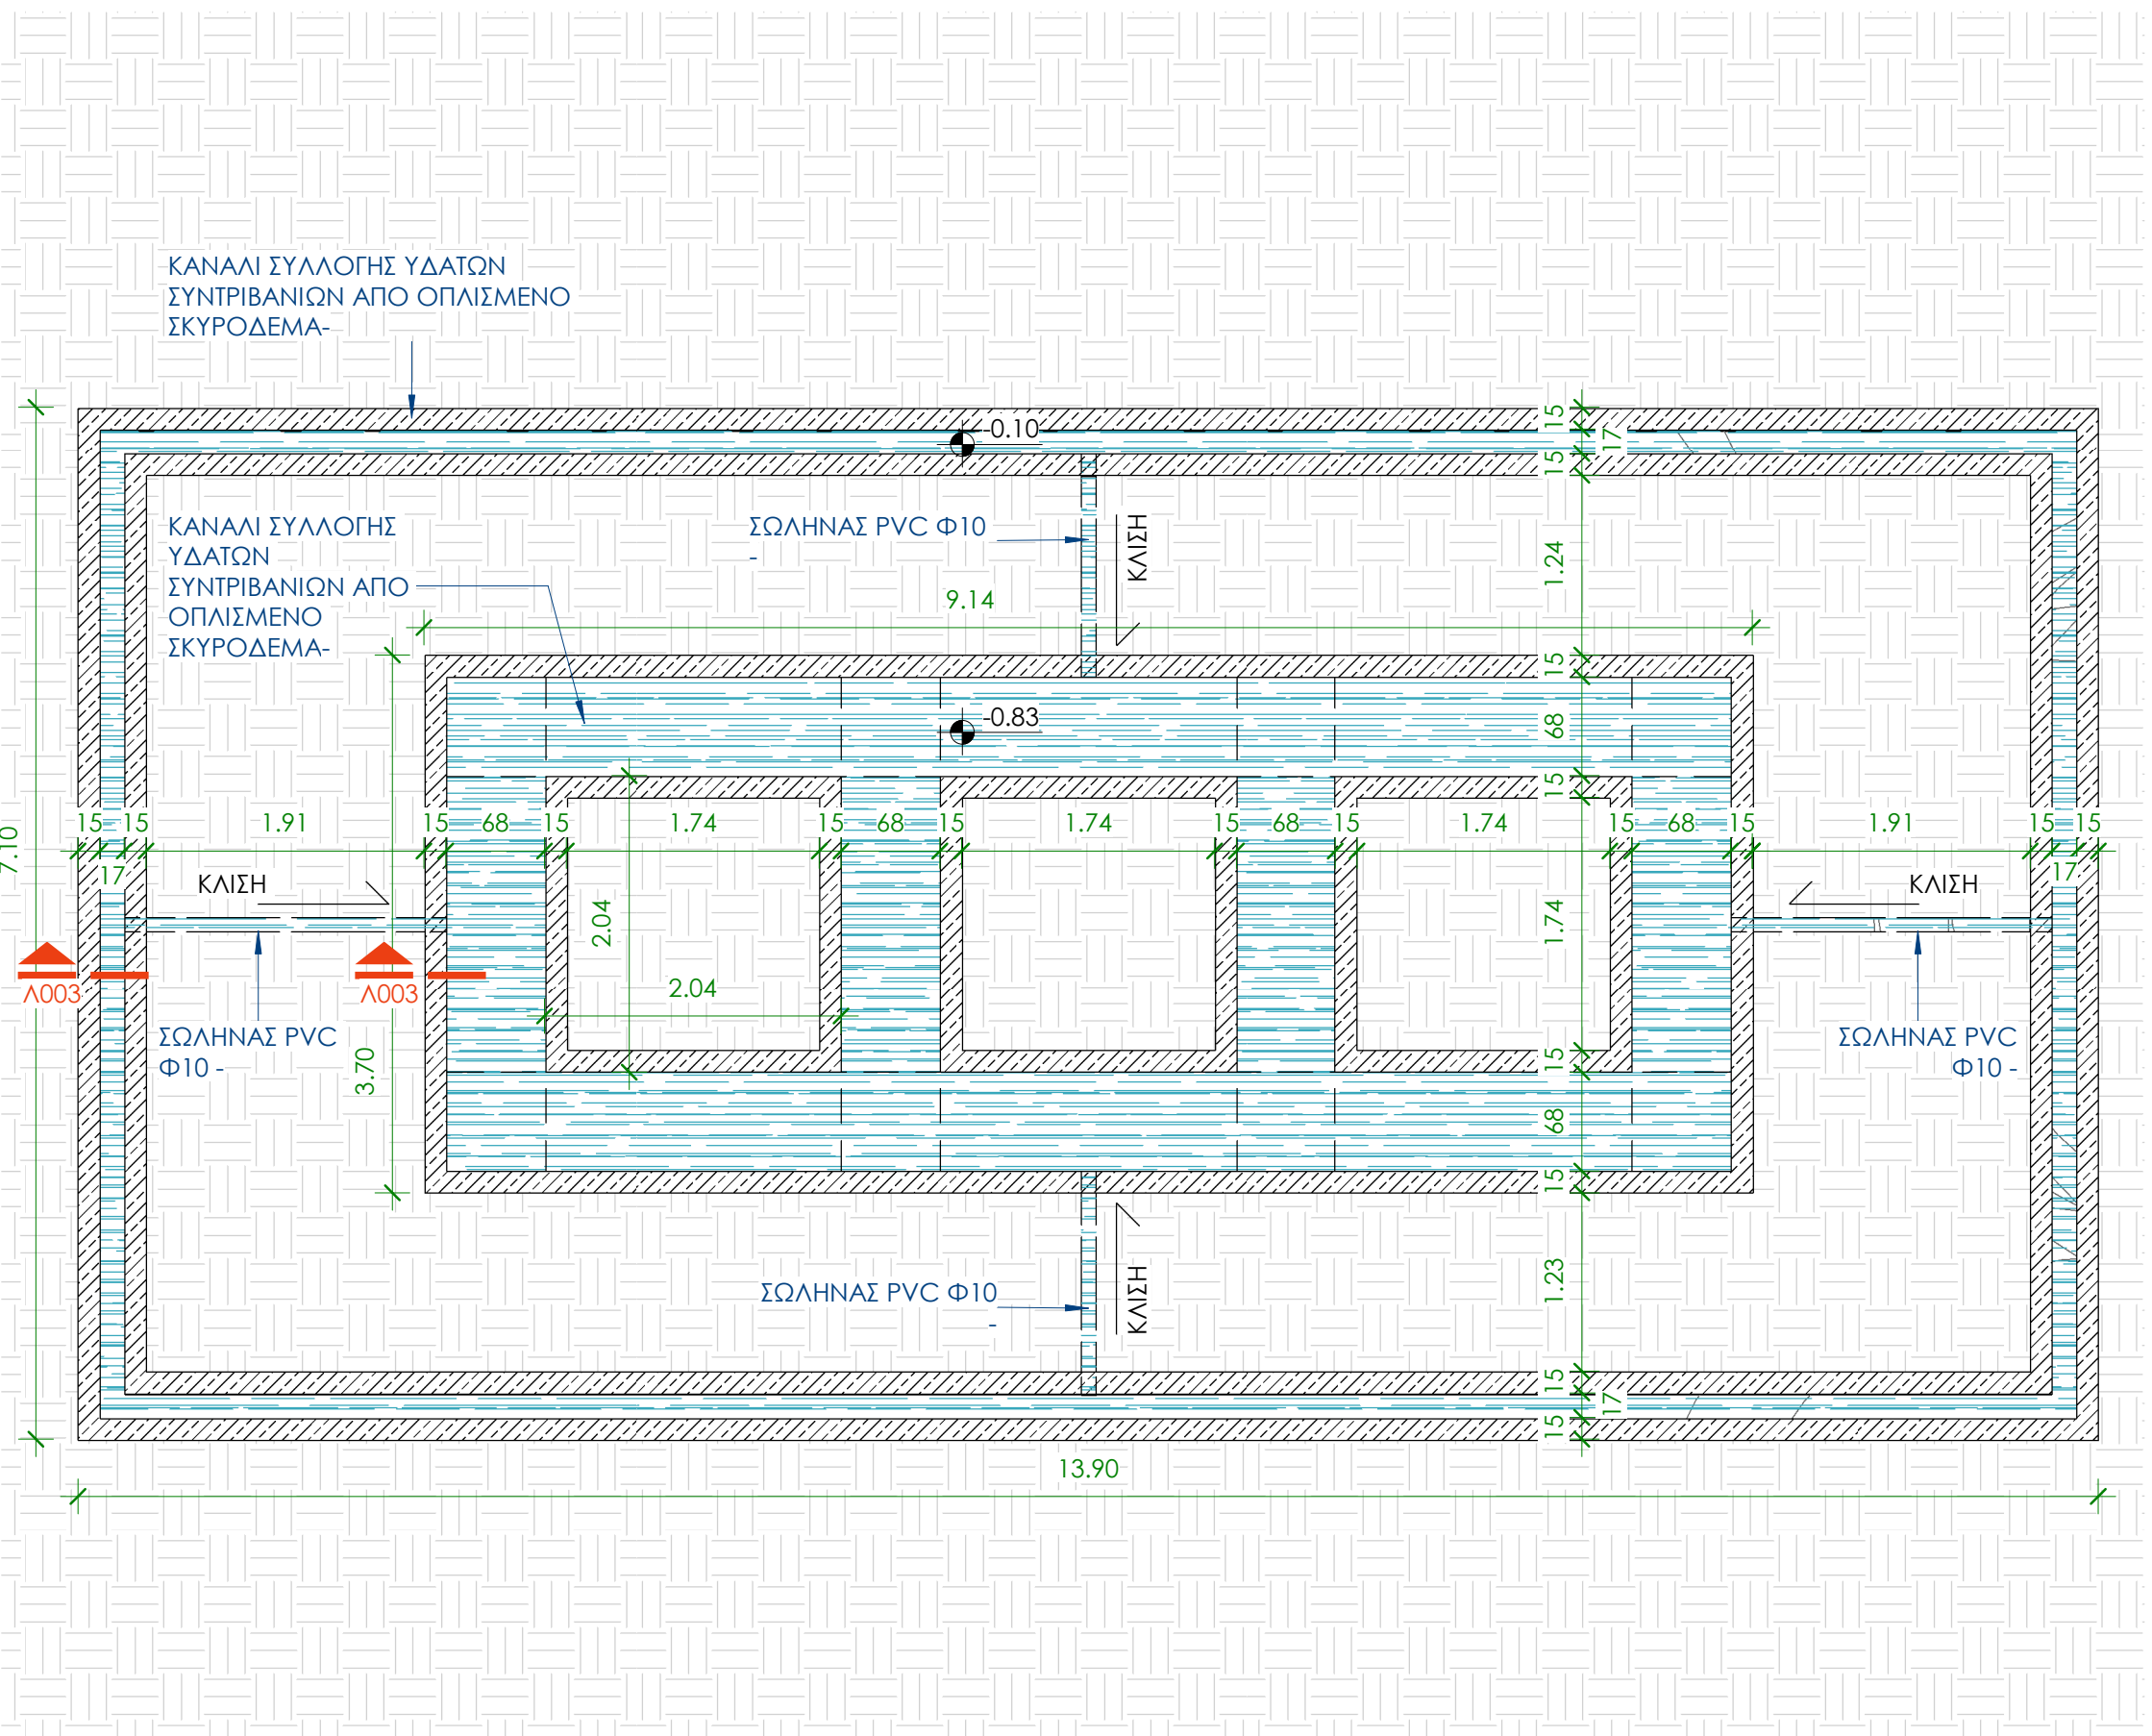 ΚΑΝΑΛΙ ΣΥΛΛΟΓΗΣ ΥΔΑΤΩΝ
ΣΥΝΤΡΙΒΑΝΙΩΝ ΑΠΟ ΟΠΛΙΣΜΕΝΟ
ΣΚΥΡΟΔΕΜΑ-
-0.10
15
17
15
ΚΑΝΑΛΙ ΣΥΛΛΟΓΗΣ
ΥΔΑΤΩΝ
ΣΥΝΤΡΙΒΑΝΙΩΝ ΑΠΟ
ΟΠΛΙΣΜΕΝΟ
ΣΚΥΡΟΔΕΜΑ-
ΣΩΛΗΝΑΣ PVC Φ10
-
ΚΛΙΣΗ
1.24
9.14
15
68
-0.83
15
7.10
15 15 1.91 15 68 15 1.74 15 68 15 1.74 15 68 15 1.74 15 68 15 1.91 15 15
17 17
ΚΛΙΣΗ
ΚΛΙΣΗ
2.04
1.74
2.04
Λ003
Λ003
ΣΩΛΗΝΑΣ PVC
Φ10 -
ΣΩΛΗΝΑΣ PVC
Φ10 -
3.70
15
68
15
ΣΩΛΗΝΑΣ PVC Φ10
-
ΚΛΙΣΗ
1.23
15
17
15
13.90